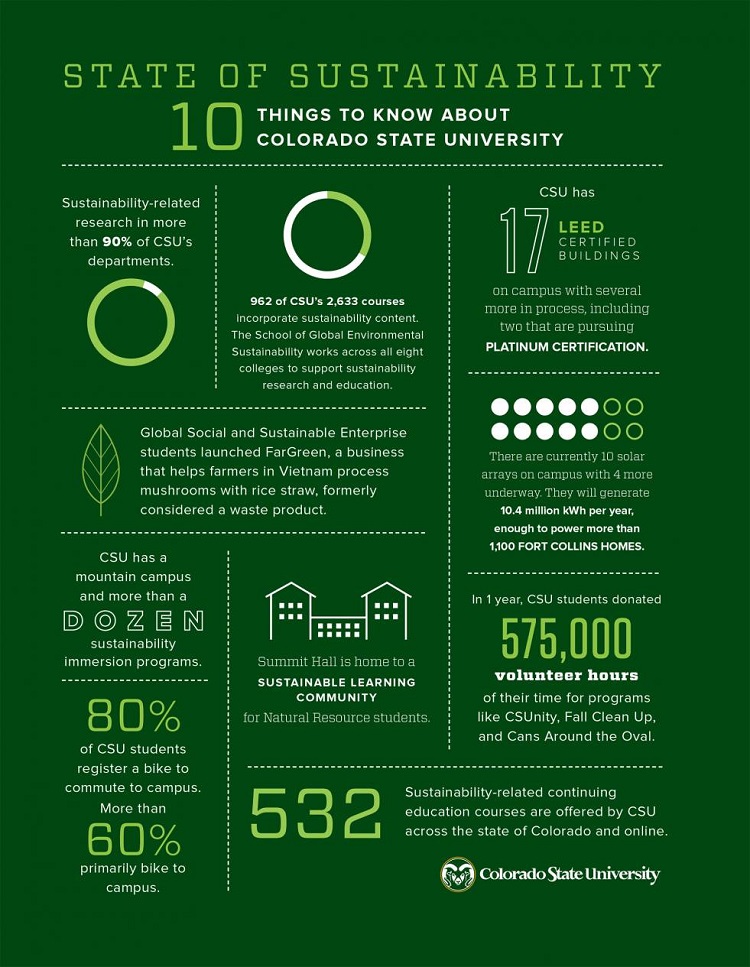 STATE OF SUSTAINABILITY
10 THINGS TO KNOW ABOUT
COLORADO STATE UNIVERSITY
Sustainability-related
research in more
than 90% of CSU's
departments.
962 of CSU's 2,633 courses
incorporate sustainability content.
The School of Global Environmental
Sustainability works across all eight
colleges to support sustainability
research and education.
CSU has
17 LEED
CERTIFIED
BUILDINGS
on campus with several
more in process, including
two that are pursuing
PLATINUM CERTIFICATION.
Global Social and Sustainable Enterprise
students launched FarGreen, a business
that helps farmers in Vietnam process
mushrooms with rice straw, formerly
considered a waste product.
There are currently 10 solar
arrays on campus with 4 more
underway. They will generate
10.4 million kWh per year,
enough to power more than
1,100 FORT COLLINS HOMES.
CSU has a
mountain campus
and more than a
DOZEN
sustainability
immersion programs.
Summit Hall is home to a
SUSTAINABLE LEARNING
COMMUNITY
for Natural Resource students.
In 1 year, CSU students donated
575,000
volunteer hours
of their time for programs
like CSUnity, Fall Clean Up,
and Cans Around the Oval.
80%
of CSU students
register a bike to
commute to campus.
More than
60%
primarily bike to
campus.
532
Sustainability-related continuing
education courses are offered by CSU
across the state of Colorado and online.
Colorado State University